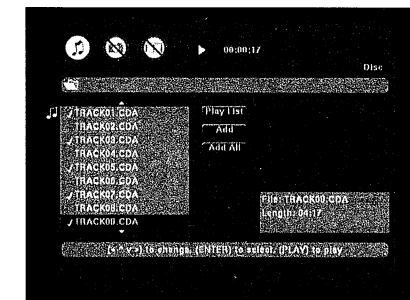 00:00:17
Disc
TRACK01.CDA
TRACK02.CDA
TRACK03.CDA
TRACK04.CDA
TRACK05.CDA
TRACK06.CDA
TRACK07.CDA
TRACK08.CDA
TRACK09.CDA
Play List
Add
Add All
File: TRACK09.CDA
Length: 04:17
(< ^ v >) to change, (ENTER) to select, (PLAY) to play